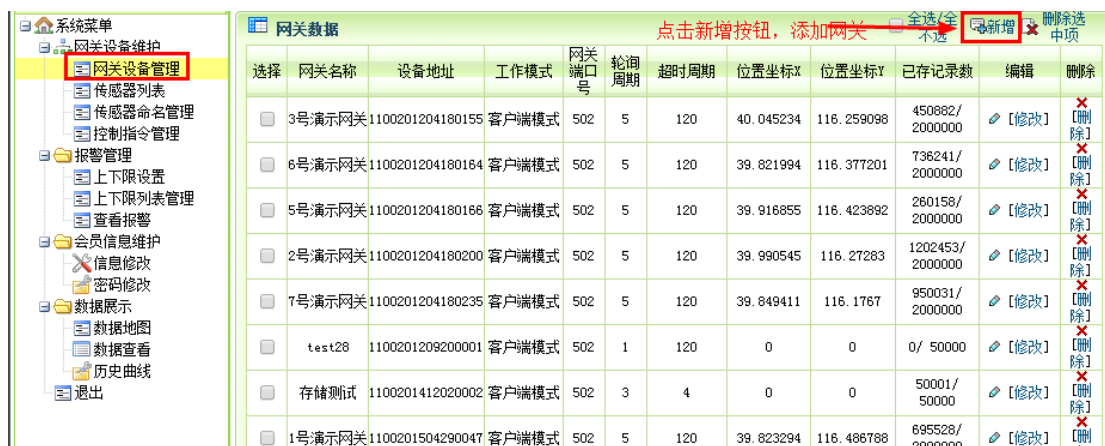 系统菜单
网关设备维护
网关设备管理
传感器列表
传感器命名管理
控制指令管理
报警管理
上下限设置
上下限列表管理
查看报警
会员信息维护
信息修改
密码修改
数据展示
数据地图
数据查看
历史曲线
退出
网关数据
点击新增按钮，添加网关
全选/全
不选
新增
删除选
中项
选择 网关名称 设备地址 工作模式 网关端口号 轮询周期 超时周期 位置坐标X 位置坐标Y 已存记录数 编辑 删除
3号演示网关 1100201204180155 客户端模式 502 5 120 40.045234 116.259098 450882/2000000 [修改] [删除]
6号演示网关 1100201204180164 客户端模式 502 5 120 39.821994 116.377201 736241/2000000 [修改] [删除]
5号演示网关 1100201204180166 客户端模式 502 5 120 39.916855 116.423892 260158/2000000 [修改] [删除]
2号演示网关 1100201204180200 客户端模式 502 5 120 39.990545 116.27283 1202453/2000000 [修改] [删除]
7号演示网关 1100201204180235 客户端模式 502 5 120 39.849411 116.1767 950031/2000000 [修改] [删除]
test28 1100201209200001 客户端模式 502 1 120 0 0 0/ 50000 [修改] [删除]
存储测试 1100201412020002 客户端模式 502 3 4 0 0 50001/50000 [修改] [删除]
1号演示网关 1100201504290047 客户端模式 502 5 120 39.823294 116.486788 695528/2000000 [修改] [删